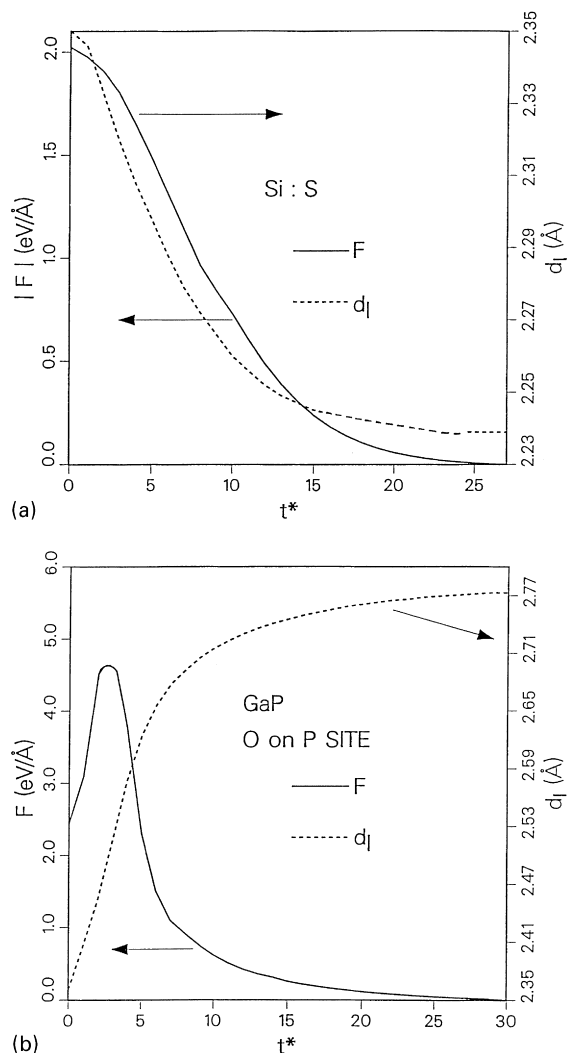 2.0
1.5
1.0
0.5
0.0
| F | (eV/Å)
2.35
2.33
2.31
2.29
2.27
2.25
2.23
d_I (Å)
Si : S
F
d_I
0 5 10 15 20 25
t*
(a)
6.0
5.0
4.0
3.0
2.0
1.0
0.0
F (eV/Å)
2.77
2.71
2.65
2.59
2.53
2.47
2.41
2.35
d_I (Å)
GaP
O on P SITE
F
d_I
0 5 10 15 20 25 30
t*
(b)